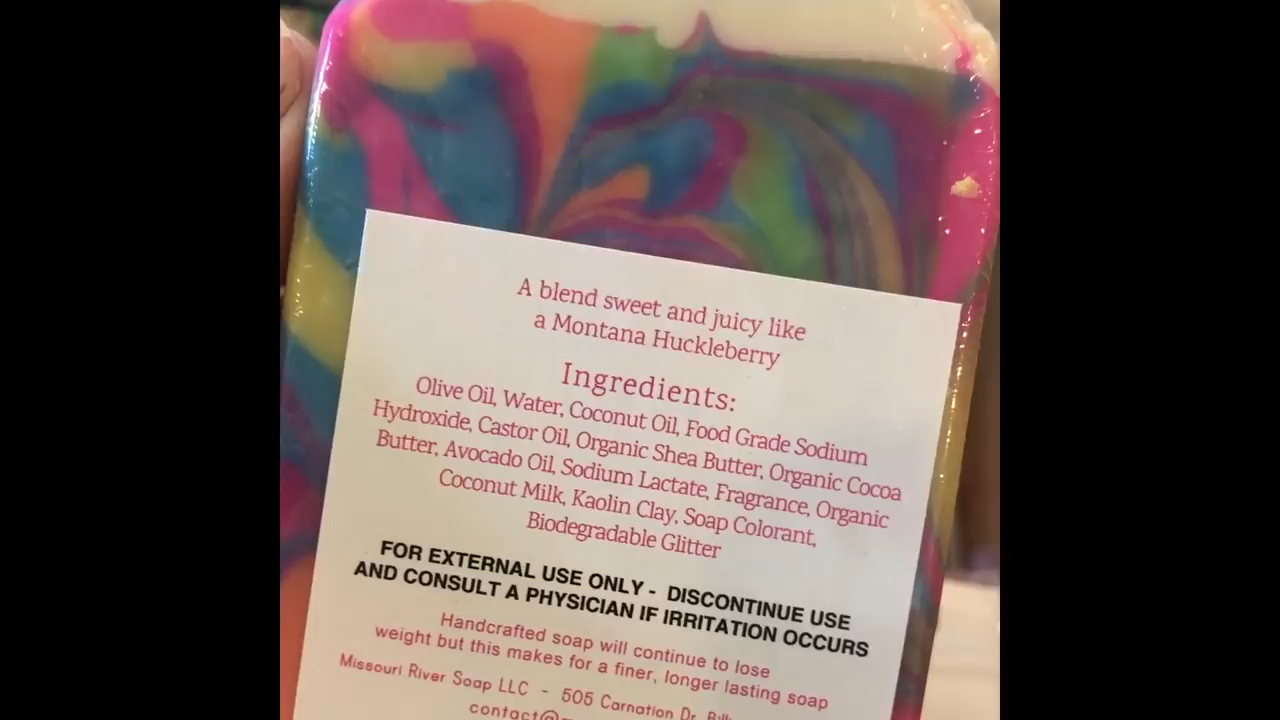 A blend sweet and juicy like
a Montana Huckleberry
Ingredients:
Olive Oil, Water, Coconut Oil, Food Grade Sodium
Hydroxide, Castor Oil, Organic Shea Butter, Organic Cocoa
Butter, Avocado Oil, Sodium Lactate, Fragrance, Organic
Coconut Milk, Kaolin Clay, Soap Colorant,
Biodegradable Glitter
FOR EXTERNAL USE ONLY - DISCONTINUE USE
AND CONSULT A PHYSICIAN IF IRRITATION OCCURS
Handcrafted soap will continue to lose
weight but this makes for a finer, longer lasting soap
Missouri River Soap LLC - 505 Carnation Dr.